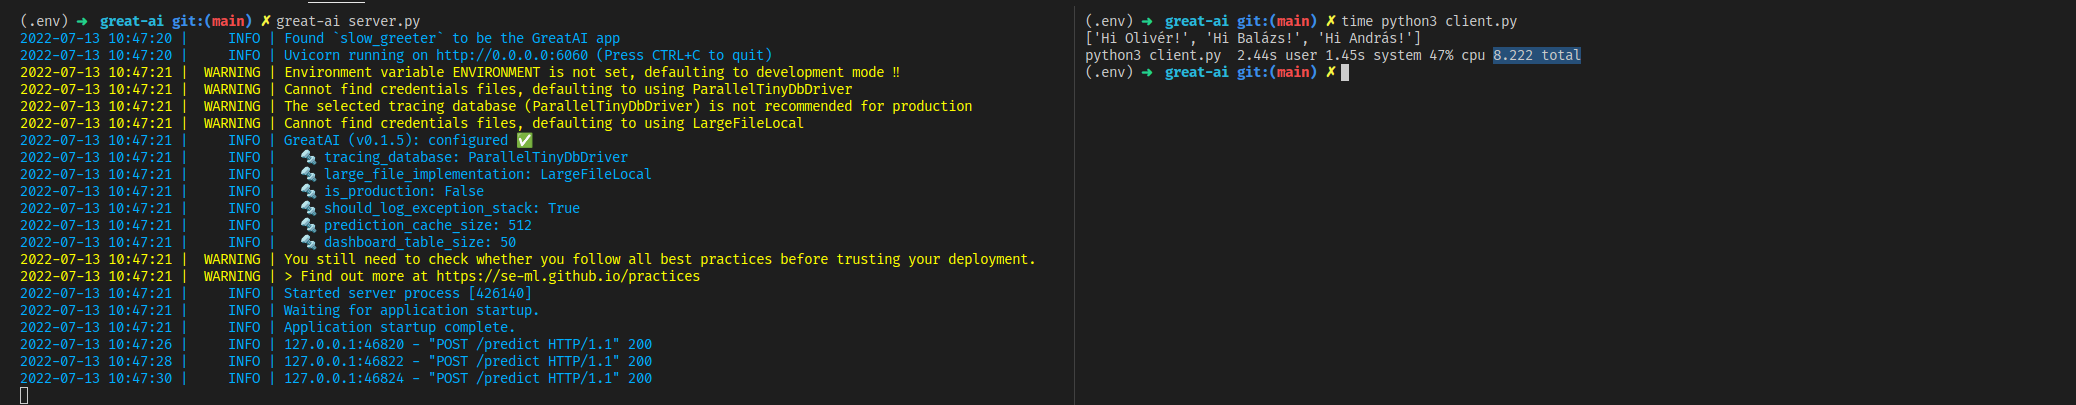 (.env) ➜ great-ai git:(main) ✗ great-ai server.py
2022-07-13 10:47:20 | INFO | Found `slow_greeter` to be the GreatAI app
2022-07-13 10:47:20 | INFO | Uvicorn running on http://0.0.0.0:6060 (Press CTRL+C to quit)
2022-07-13 10:47:21 | WARNING | Environment variable ENVIRONMENT is not set, defaulting to development mode ‼
2022-07-13 10:47:21 | WARNING | Cannot find credentials files, defaulting to using ParallelTinyDbDriver
2022-07-13 10:47:21 | WARNING | The selected tracing database (ParallelTinyDbDriver) is not recommended for production
2022-07-13 10:47:21 | WARNING | Cannot find credentials files, defaulting to using LargeFileLocal
2022-07-13 10:47:21 | INFO | GreatAI (v0.1.5): configured ✅
2022-07-13 10:47:21 | INFO | 🔩 tracing_database: ParallelTinyDbDriver
2022-07-13 10:47:21 | INFO | 🔩 large_file_implementation: LargeFileLocal
2022-07-13 10:47:21 | INFO | 🔩 is_production: False
2022-07-13 10:47:21 | INFO | 🔩 should_log_exception_stack: True
2022-07-13 10:47:21 | INFO | 🔩 prediction_cache_size: 512
2022-07-13 10:47:21 | INFO | 🔩 dashboard_table_size: 50
2022-07-13 10:47:21 | WARNING | You still need to check whether you follow all best practices before trusting your deployment.
2022-07-13 10:47:21 | WARNING | > Find out more at https://se-ml.github.io/practices
2022-07-13 10:47:21 | INFO | Started server process [426140]
2022-07-13 10:47:21 | INFO | Waiting for application startup.
2022-07-13 10:47:21 | INFO | Application startup complete.
2022-07-13 10:47:26 | INFO | 127.0.0.1:46820 - "POST /predict HTTP/1.1" 200
2022-07-13 10:47:28 | INFO | 127.0.0.1:46822 - "POST /predict HTTP/1.1" 200
2022-07-13 10:47:30 | INFO | 127.0.0.1:46824 - "POST /predict HTTP/1.1" 200
(.env) ➜ great-ai git:(main) ✗ time python3 client.py
['Hi Olivér!', 'Hi Balázs!', 'Hi András!']
python3 client.py 2.44s user 1.45s system 47% cpu 8.222 total
(.env) ➜ great-ai git:(main) ✗